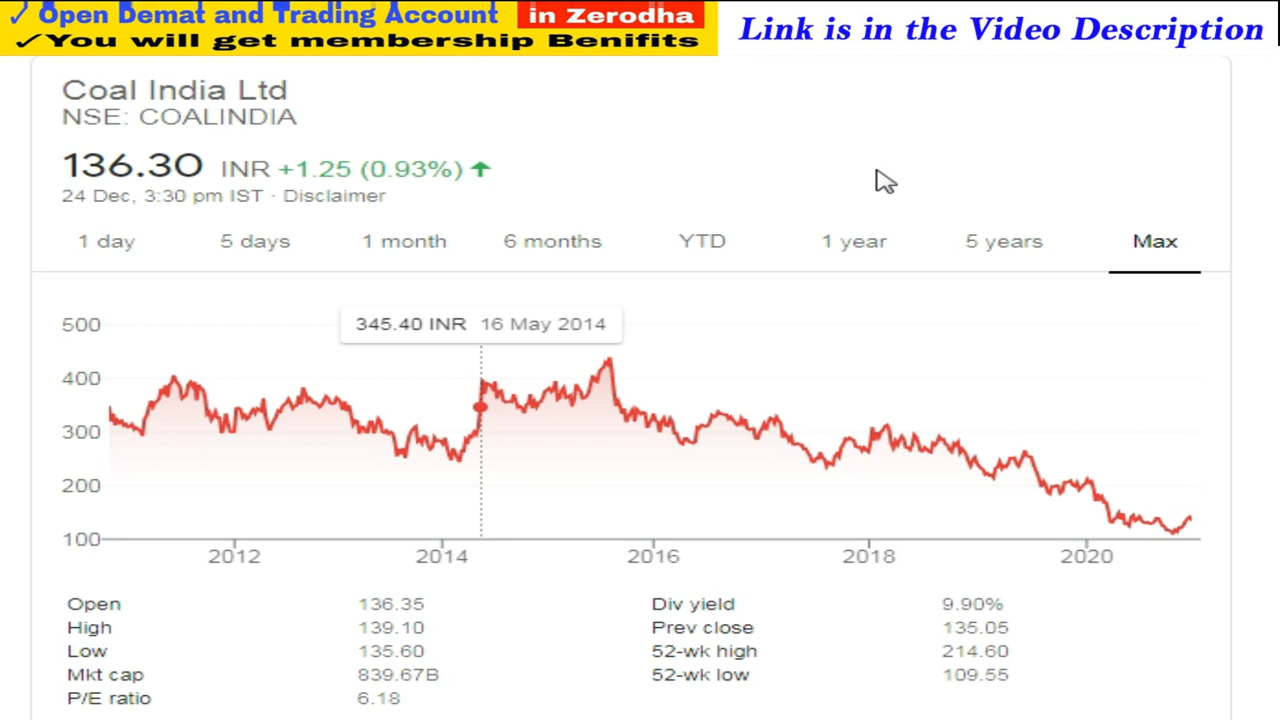 ✓ Open Demat and Trading Account in Zerodha
✓You will get membership Benifits
Link is in the Video Description
Coal India Ltd
NSE: COALINDIA
136.30 INR +1.25 (0.93%) ↑
24 Dec, 3:30 pm IST · Disclaimer
1 day 5 days 1 month 6 months YTD 1 year 5 years Max
345.40 INR 16 May 2014
500
400
300
200
100
2012 2014 2016 2018 2020
Open 136.35 Div yield 9.90%
High 139.10 Prev close 135.05
Low 135.60 52-wk high 214.60
Mkt cap 839.67B 52-wk low 109.55
P/E ratio 6.18